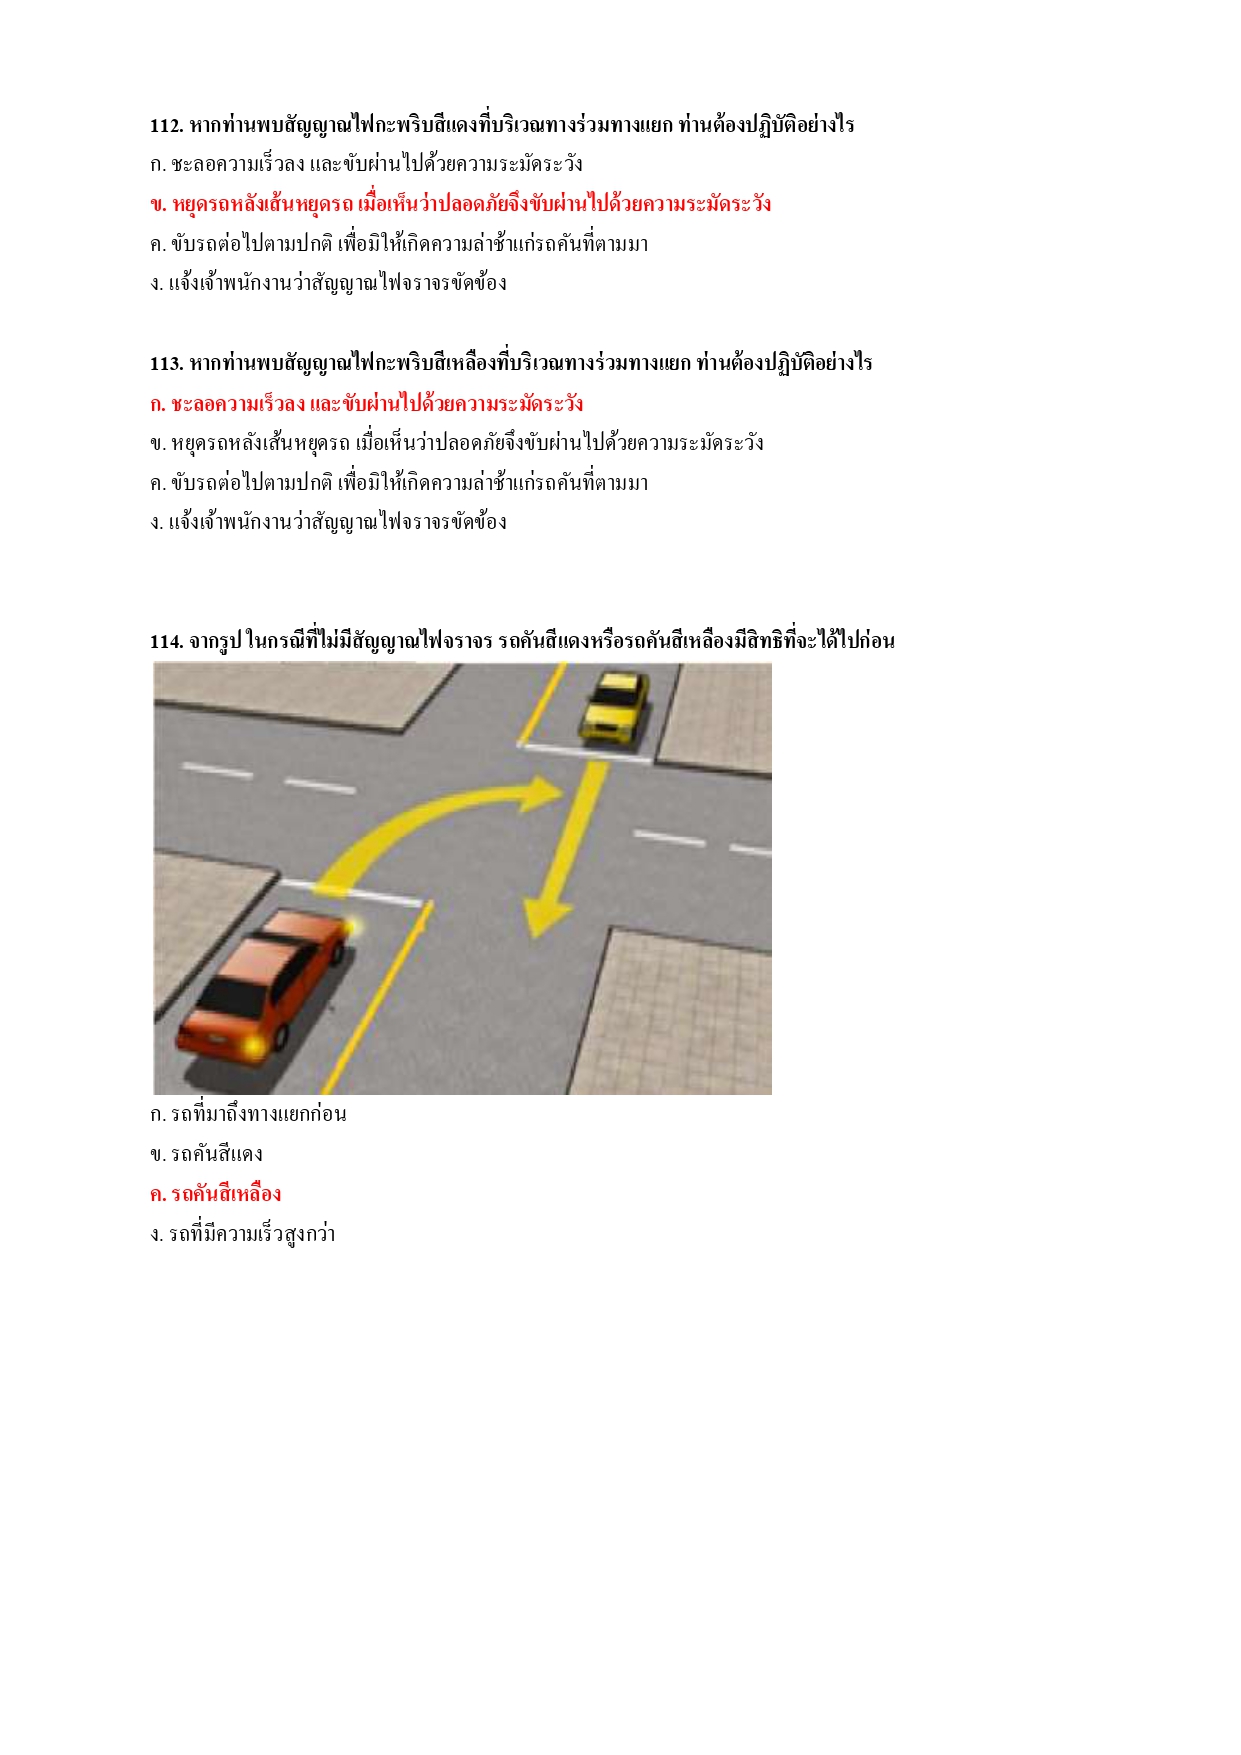 112. หากท่านพบสัญญาณไฟกะพริบสีแดงที่บริเวณทางร่วมทางแยก ท่านต้องปฏิบัติอย่างไร
ก. ชะลอความเร็วลง และขับผ่านไปด้วยความระมัดระวัง
ข. หยุดรถหลังเส้นหยุดรถ เมื่อเห็นว่าปลอดภัยจึงขับผ่านไปด้วยความระมัดระวัง
ค. ขับรถต่อไปตามปกติ เพื่อมิให้เกิดความล่าช้าแก่รถคันที่ตามมา
ง. แจ้งเจ้าพนักงานว่าสัญญาณไฟจราจรขัดข้อง
113. หากท่านพบสัญญาณไฟกะพริบสีเหลืองที่บริเวณทางร่วมทางแยก ท่านต้องปฏิบัติอย่างไร
ก. ชะลอความเร็วลง และขับผ่านไปด้วยความระมัดระวัง
ข. หยุดรถหลังเส้นหยุดรถ เมื่อเห็นว่าปลอดภัยจึงขับผ่านไปด้วยความระมัดระวัง
ค. ขับรถต่อไปตามปกติ เพื่อมิให้เกิดความล่าช้าแก่รถคันที่ตามมา
ง. แจ้งเจ้าพนักงานว่าสัญญาณไฟจราจรขัดข้อง
114. จากรูป ในกรณีที่ไม่มีสัญญาณไฟจราจร รถคันสีแดงหรือรถคันสีเหลืองมีสิทธิที่จะได้ไปก่อน
ก. รถที่มาถึงทางแยกก่อน
ข. รถคันสีแดง
ค. รถคันสีเหลือง
ง. รถที่มีความเร็วสูงกว่า